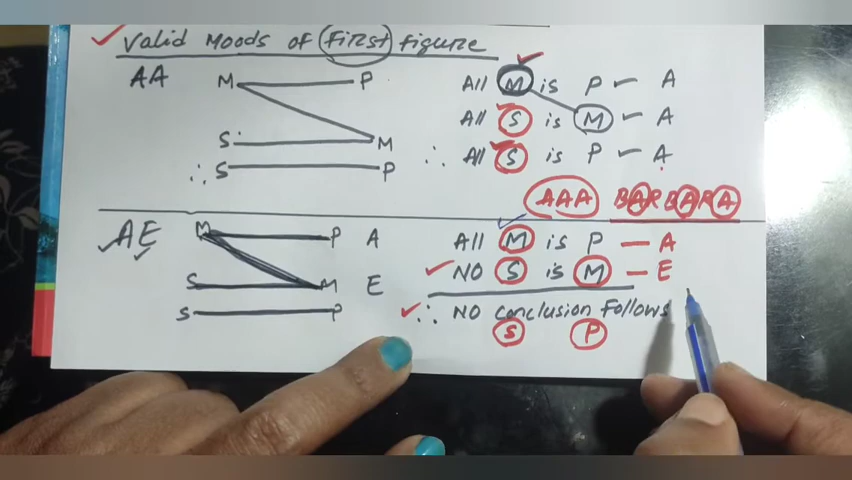 Valid Moods of First figure
AA M P All M is P A
All S is M A
S M
∴ S P ∴ All S is P A
AAA BARBARA
AE M P A All M is P — A
S M E NO S is M — E
S P ∴ NO Conclusion Follows
S P